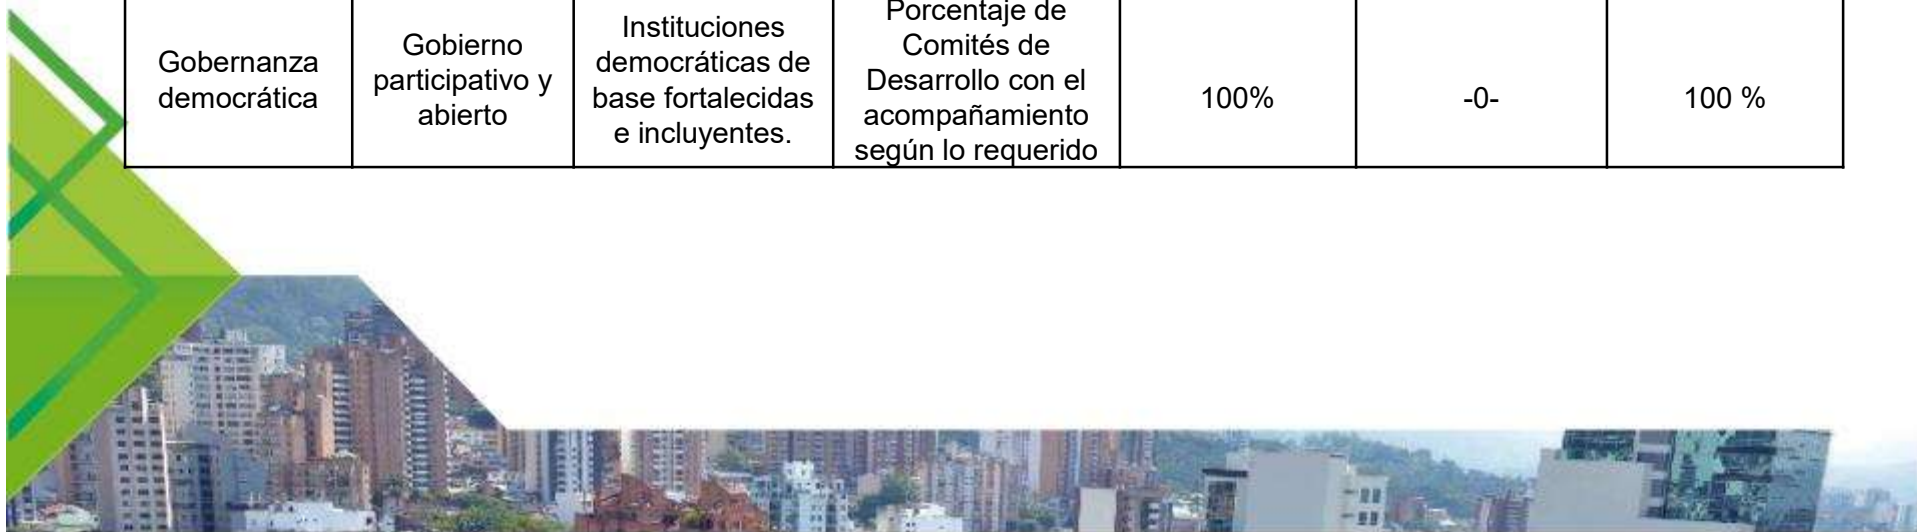 Gobernanza
democrática
Gobierno
participativo y
abierto
Instituciones
democráticas de
base fortalecidas
e incluyentes.
Porcentaje de
Comités de
Desarrollo con el
acompañamiento
según lo requerido
100%
-0-
100 %